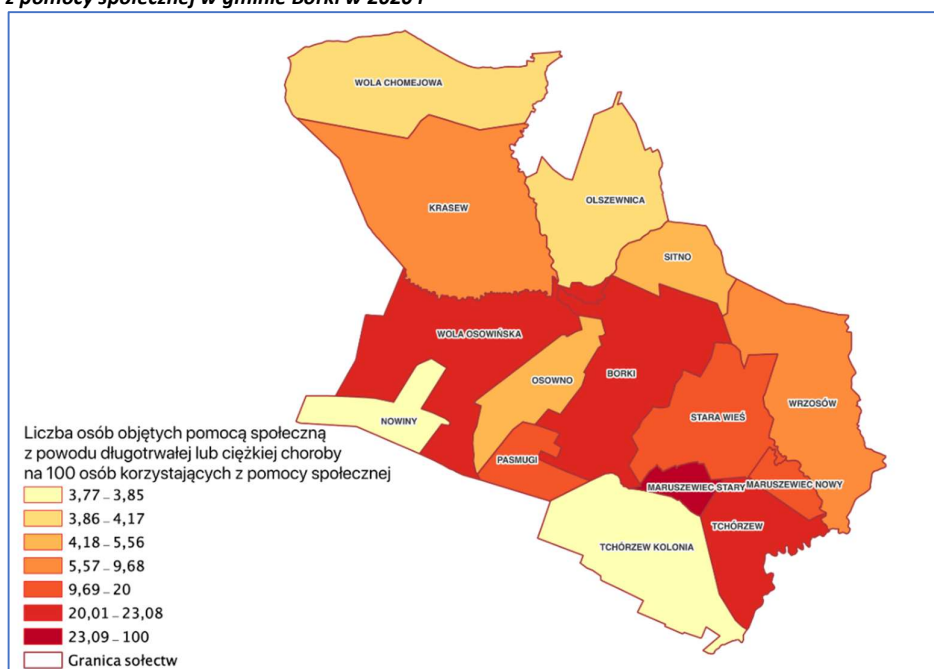 z pomocy społecznej w gminie Borki w 2020 r
WOLA CHOMEJOWA
OLSZEWNICA
KRASEW
SITNO
WOLA OSOWIŃSKA
OSOWNO
BORKI
WRZOSÓW
STARA WIEŚ
NOWINY
PASMUGI
MARUSZEWIEC STARY
MARUSZEWIEC NOWY
TCHÓRZEW
TCHÓRZEW KOLONIA
Liczba osób objętych pomocą społeczną
z powodu długotrwałej lub ciężkiej choroby
na 100 osób korzystających z pomocy społecznej
3,77 – 3,85
3,86 – 4,17
4,18 – 5,56
5,57 – 9,68
9,69 – 20
20,01 – 23,08
23,09 – 100
Granica sołectw